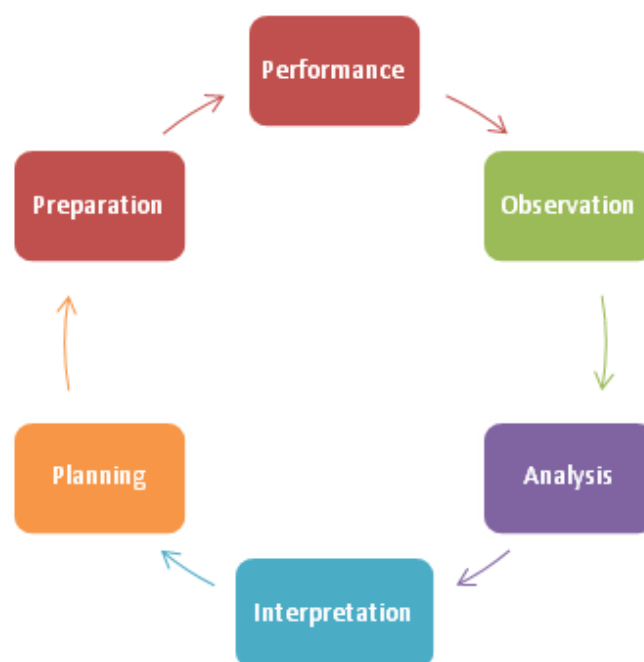 Performance
Observation
Analysis
Interpretation
Planning
Preparation